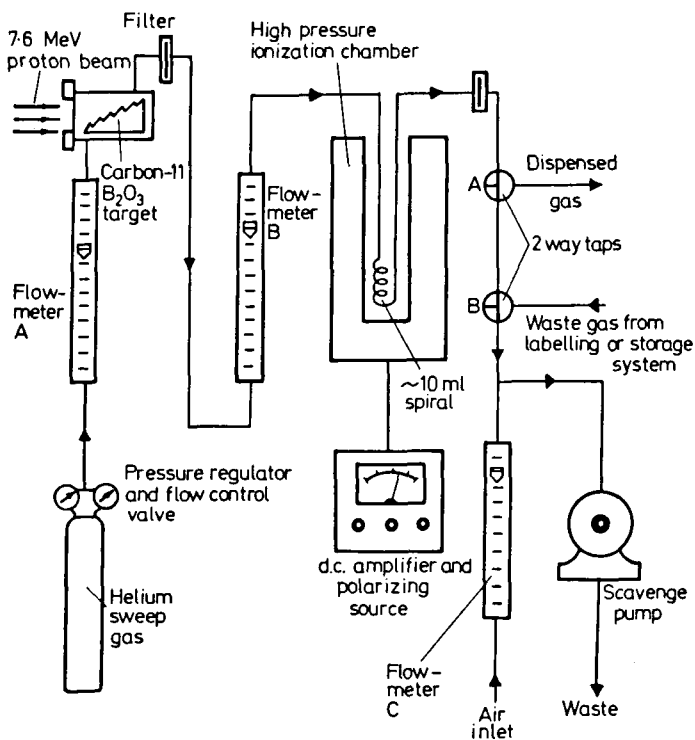 Filter
7·6 MeV
proton beam
High pressure
ionization chamber
Carbon-11
B₂O₃
target
Flow-
meter
A
Flow-
meter
B
A
Dispensed
gas
2 way taps
B
Waste gas from
labelling or storage
system
~10 ml
spiral
Pressure regulator
and flow control
valve
Helium
sweep
gas
d.c. amplifier and
polarizing
source
Flow-
meter
C
Air
inlet
Scavenge
pump
Waste